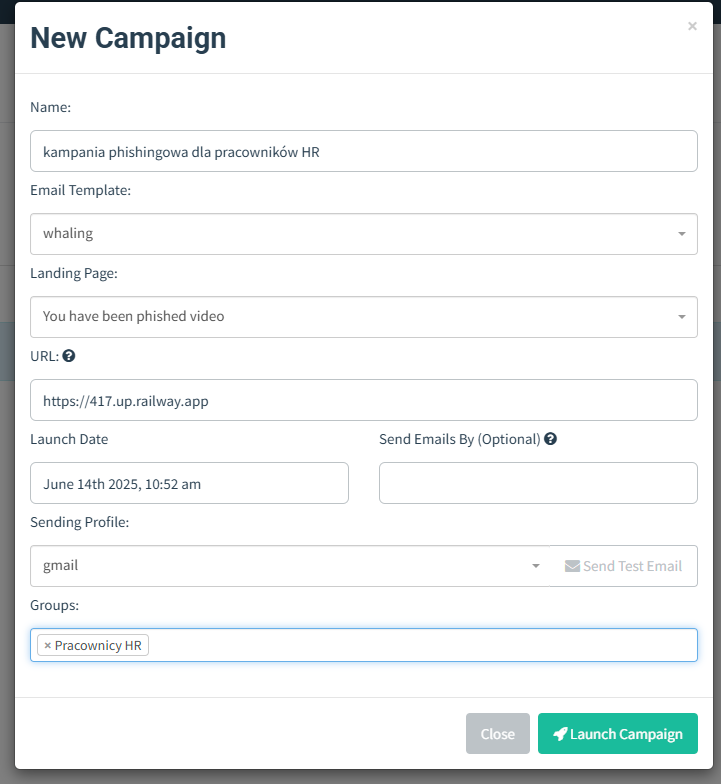 New Campaign
×
Name:
kampania phishingowa dla pracowników HR
Email Template:
whaling
Landing Page:
You have been phished video
URL: ?
https://417.up.railway.app
Launch Date
Send Emails By (Optional) ?
June 14th 2025, 10:52 am
Sending Profile:
gmail
Send Test Email
Groups:
× Pracownicy HR
Close
Launch Campaign